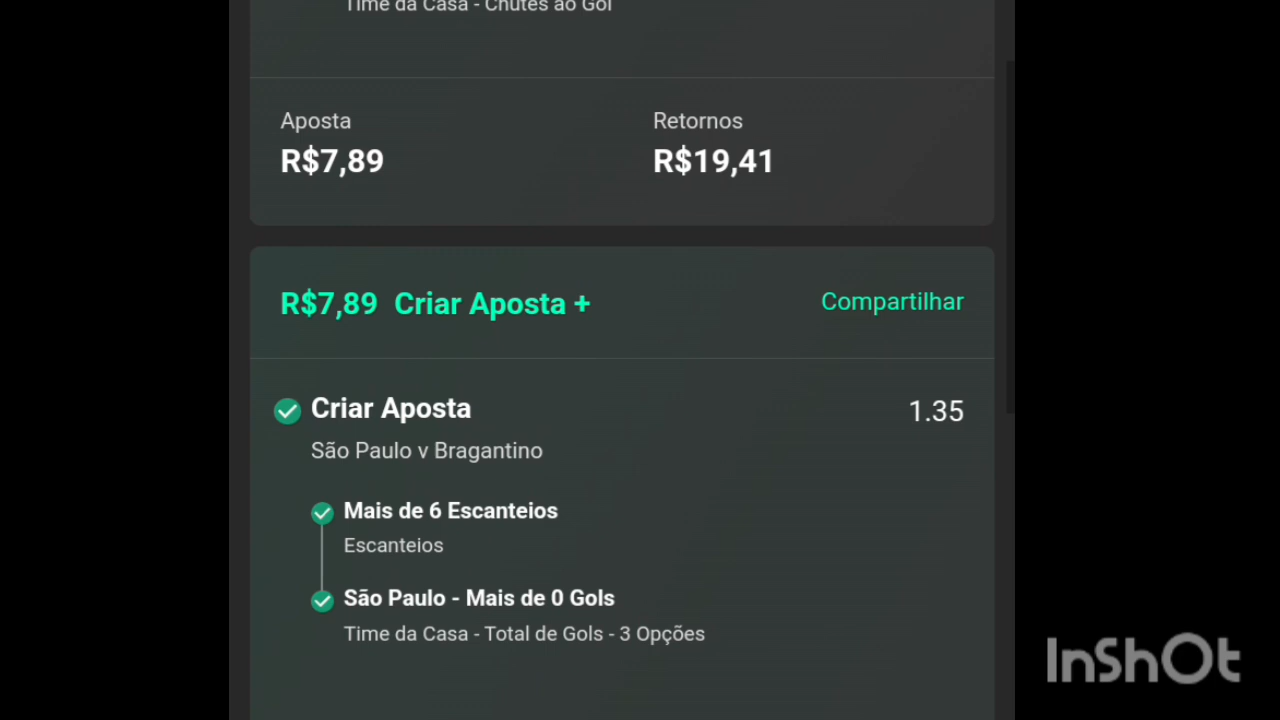 Time da Casa - Chutes ao Gol
Aposta
Retornos
R$7,89
R$19,41
R$7,89 Criar Aposta +
Compartilhar
Criar Aposta
1.35
São Paulo v Bragantino
Mais de 6 Escanteios
Escanteios
São Paulo - Mais de 0 Gols
Time da Casa - Total de Gols - 3 Opções
InShOt